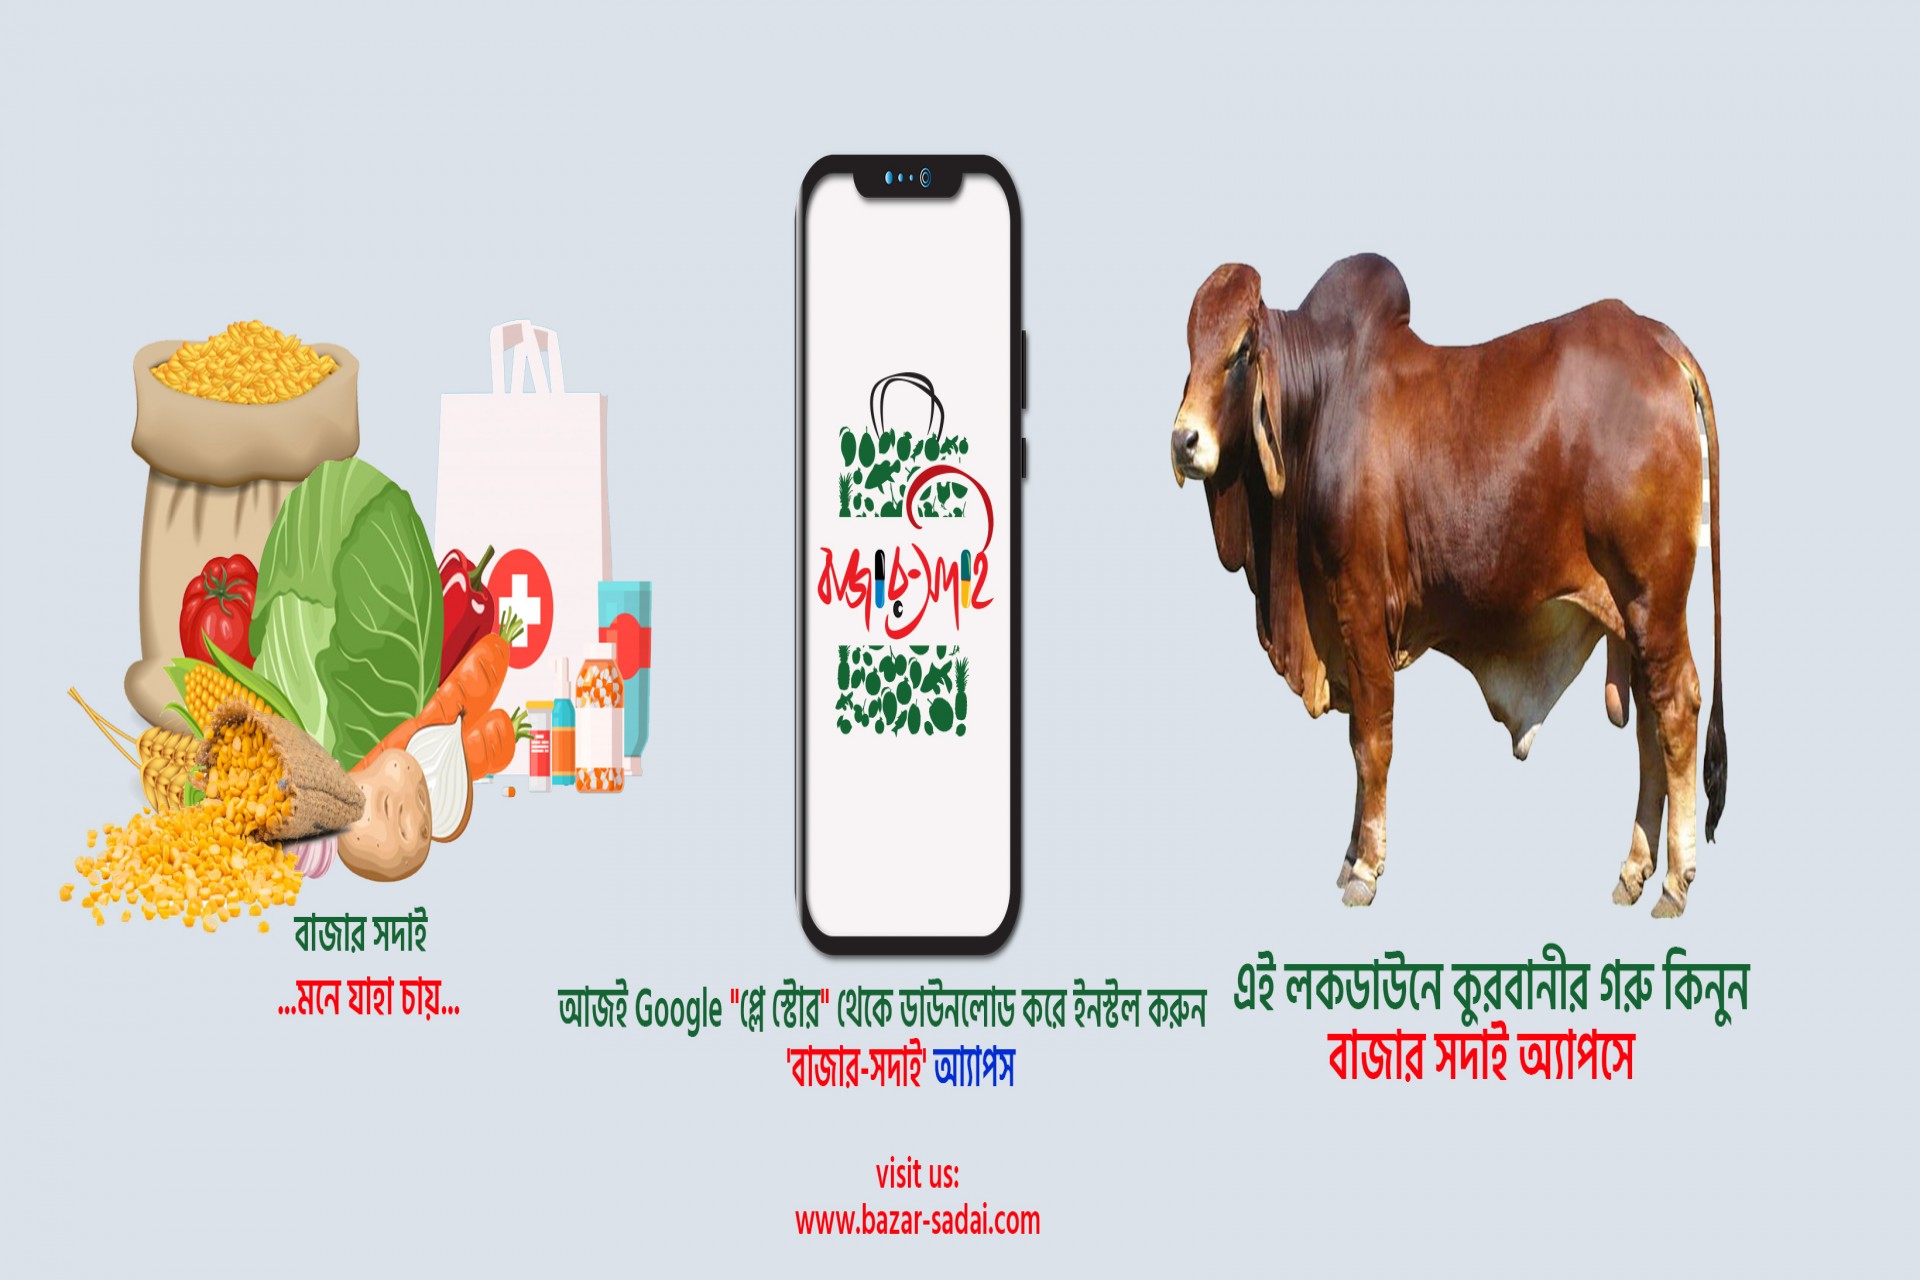 বাজার-সদাই
বাজার সদাই
...মনে যাহা চায়...
আজই Google "প্লে স্টোর" থেকে ডাউনলোড করে ইনস্টল করুন
'বাজার-সদাই' আ্যাপস
এই লকডাউনে কুরবানীর গরু কিনুন
বাজার সদাই অ্যাপসে
visit us:
www.bazar-sadai.com